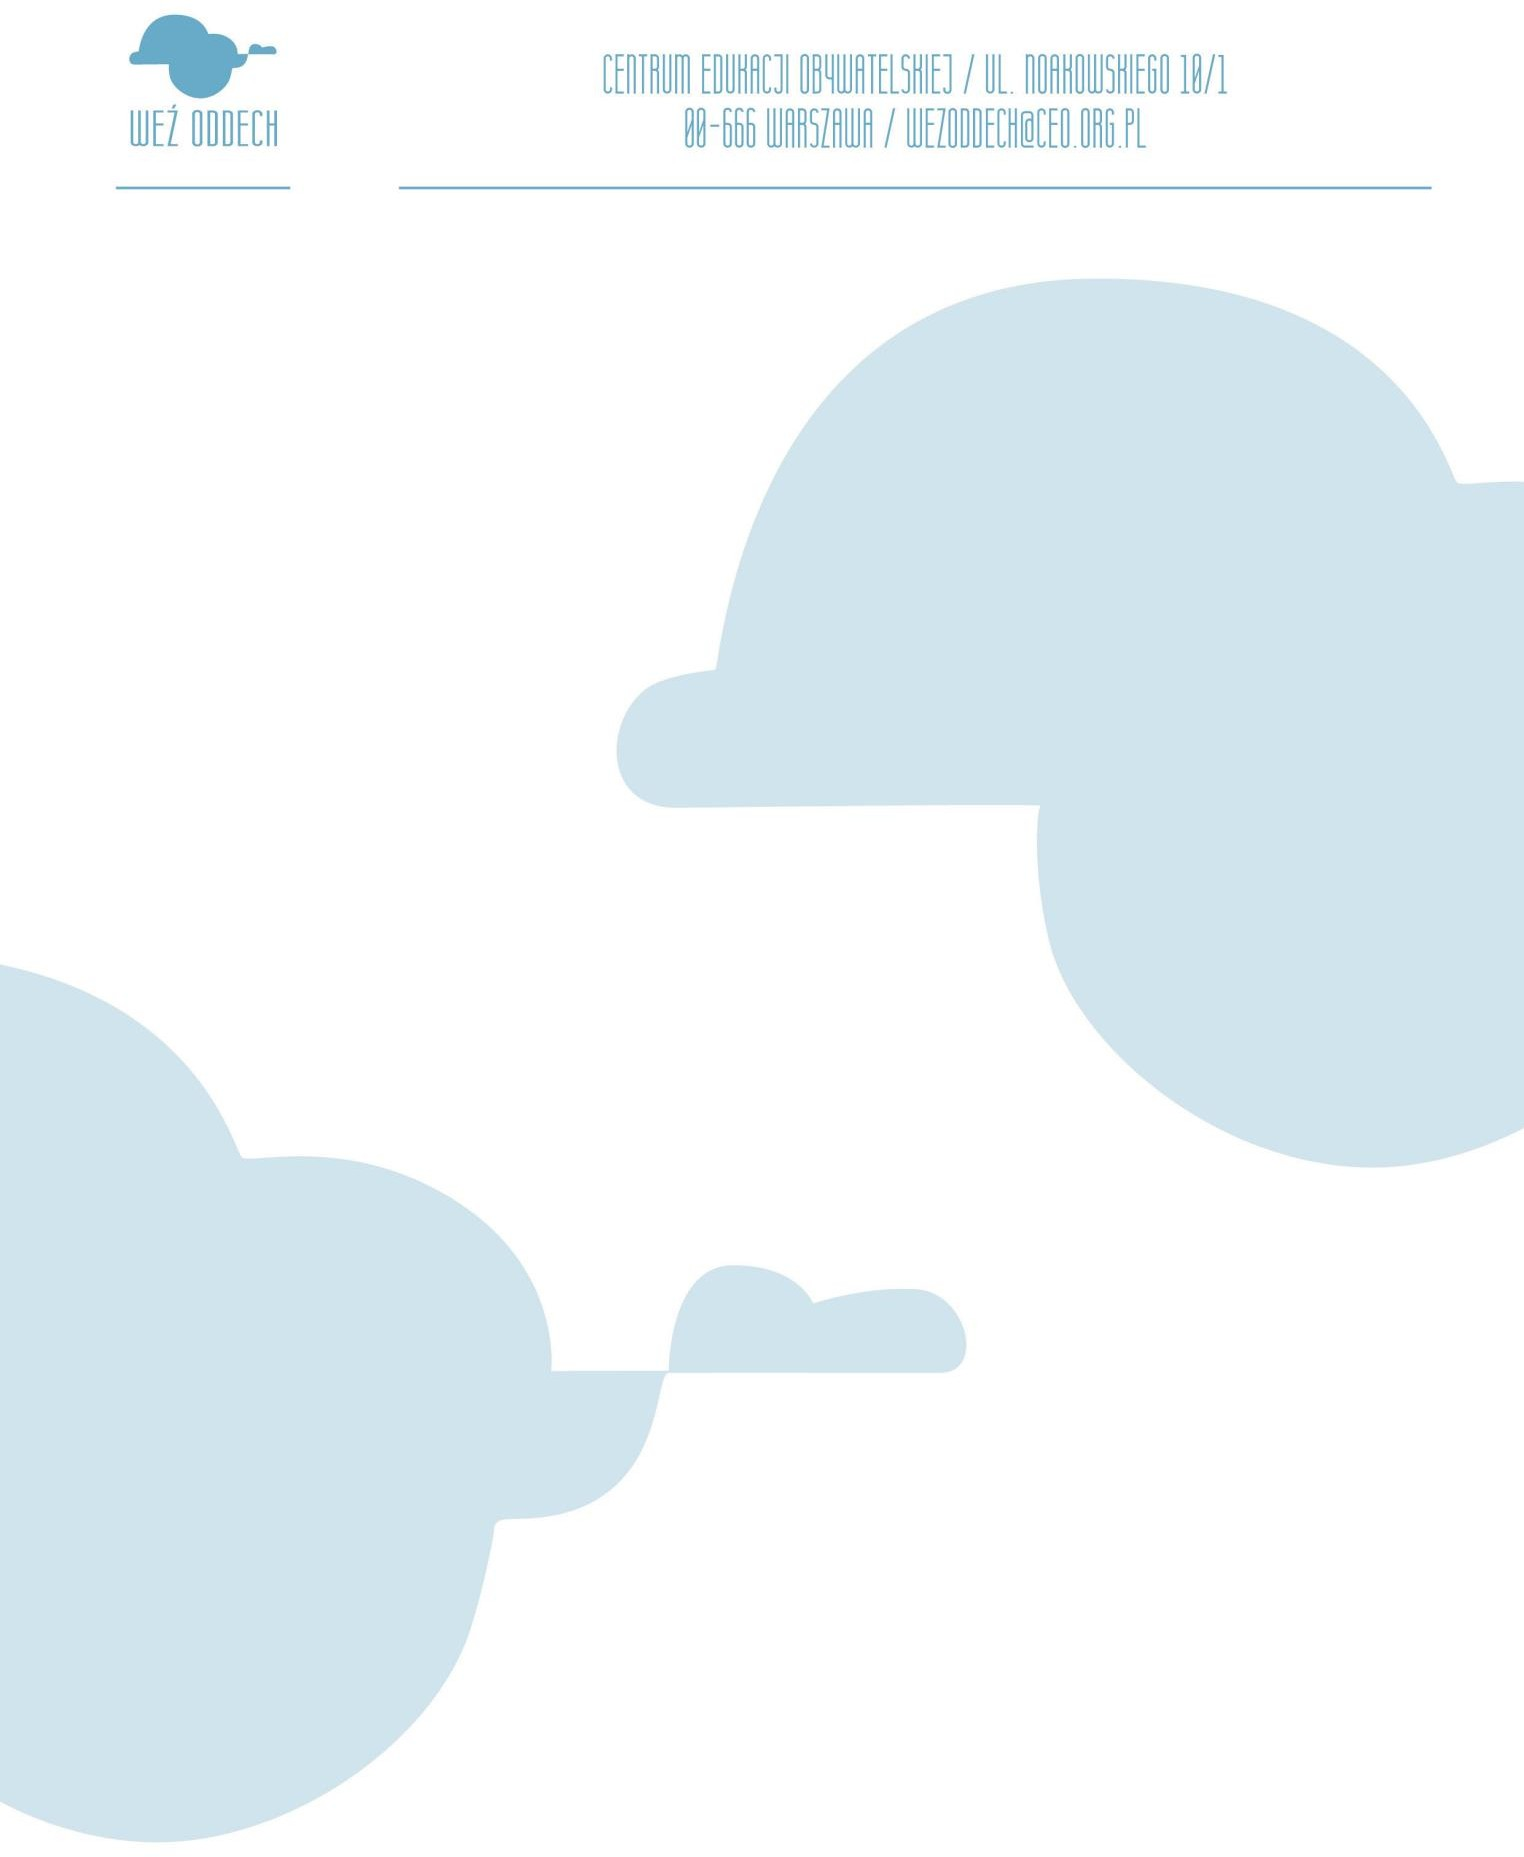 WEŹ ODDECH
CENTRUM EDUKACJI OBYWATELSKIEJ / UL. NOAKOWSKIEGO 10/1
00-666 WARSZAWA / WEZODDECH@CEO.ORG.PL